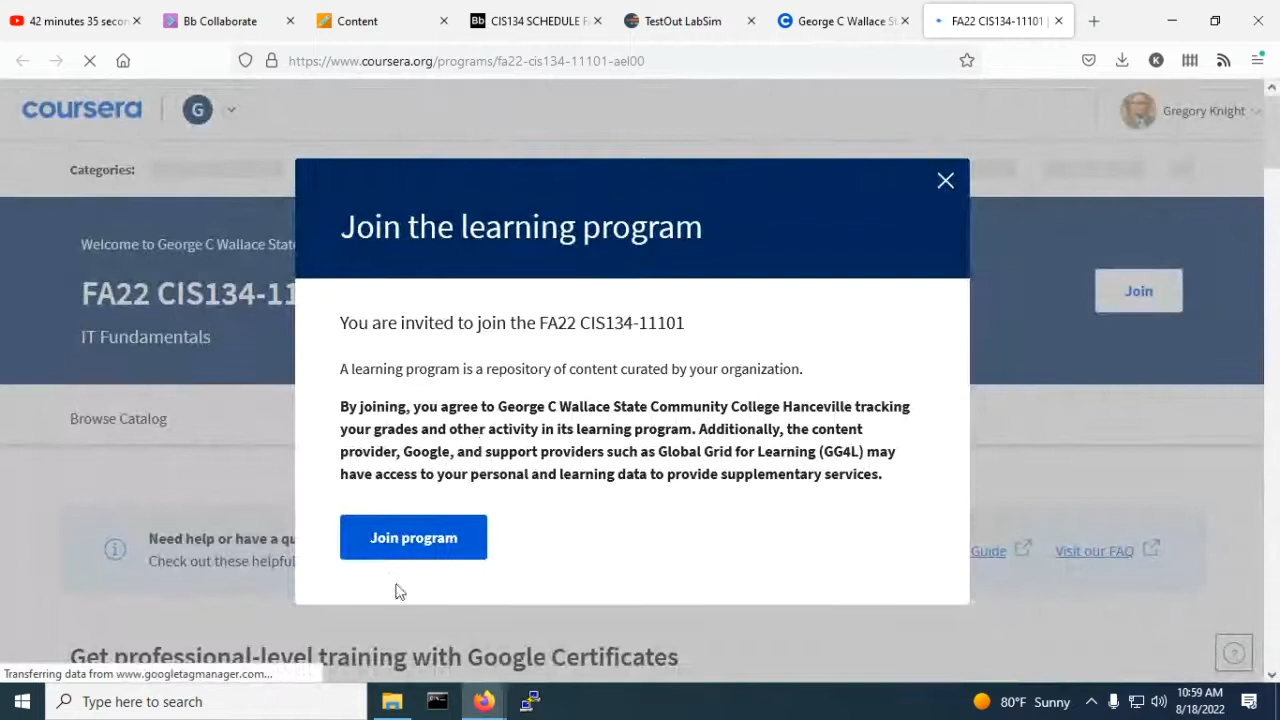 42 minutes 35 secon
Bb Collaborate
Content
Bb
CIS134 SCHEDULE F
TestOut LabSim
George C Wallace St
FA22 CIS134-11101
https://www.coursera.org/programs/fa22-cis134-11101-ael00
coursera
G
Gregory Knight
Categories:
Join the learning program
Welcome to George C Wallace State
FA22 CIS134-11
Join
You are invited to join the FA22 CIS134-11101
IT Fundamentals
A learning program is a repository of content curated by your organization.
By joining, you agree to George C Wallace State Community College Hanceville tracking
your grades and other activity in its learning program. Additionally, the content
provider, Google, and support providers such as Global Grid for Learning (GG4L) may
have access to your personal and learning data to provide supplementary services.
Browse Catalog
Join program
Need help or have a qu
Check out these helpful
Guide
Visit our FAQ
Get professional-level training with Google Certificates
Transferring data from www.googletagmanager.com...
Type here to search
80°F Sunny
10:59 AM
8/18/2022